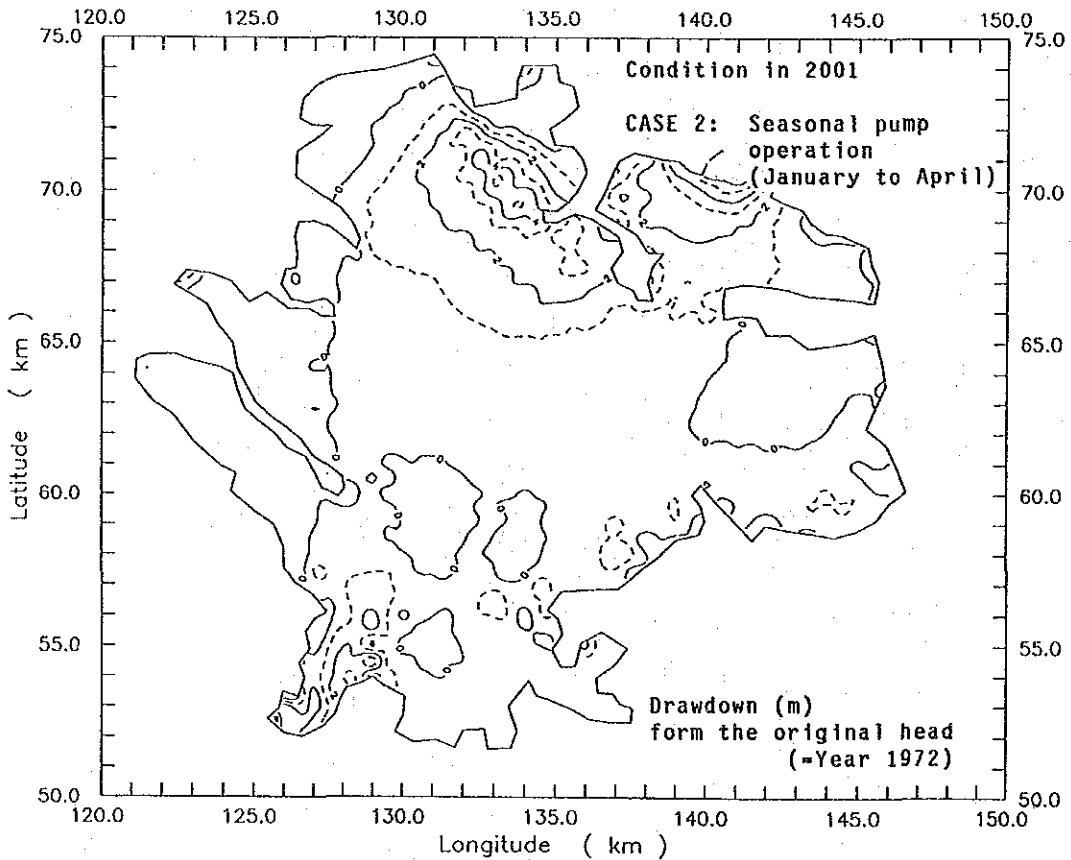 120.0 125.0 130.0 135.0 140.0 145.0 150.0
75.0 75.0
Condition in 2001
CASE 2: Seasonal pump
operation
(January to April)
70.0 70.0
65.0 65.0
60.0 60.0
55.0 55.0
Drawdown (m)
form the original head
(=Year 1972)
50.0 50.0
120.0 125.0 130.0 135.0 140.0 145.0 150.0
Longitude ( km )
Latitude ( km )